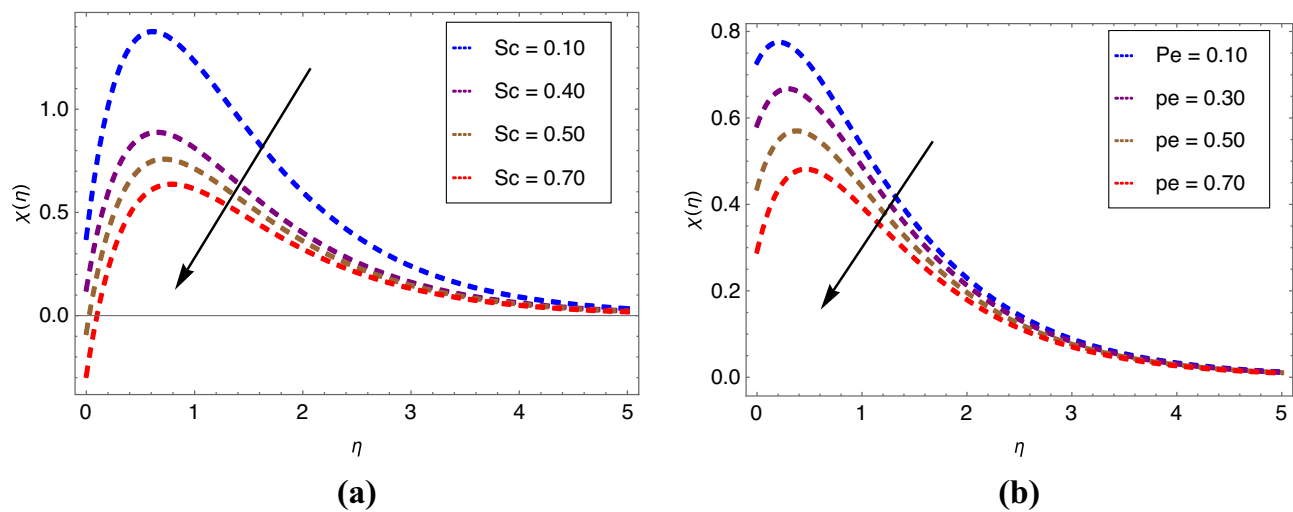 Sc = 0.10
Sc = 0.40
Sc = 0.50
Sc = 0.70
1.0
0.5
0.0
χ(η)
0 1 2 3 4 5
η
(a)
Pe = 0.10
pe = 0.30
pe = 0.50
pe = 0.70
0.8
0.6
0.4
0.2
0.0
χ(η)
0 1 2 3 4 5
η
(b)